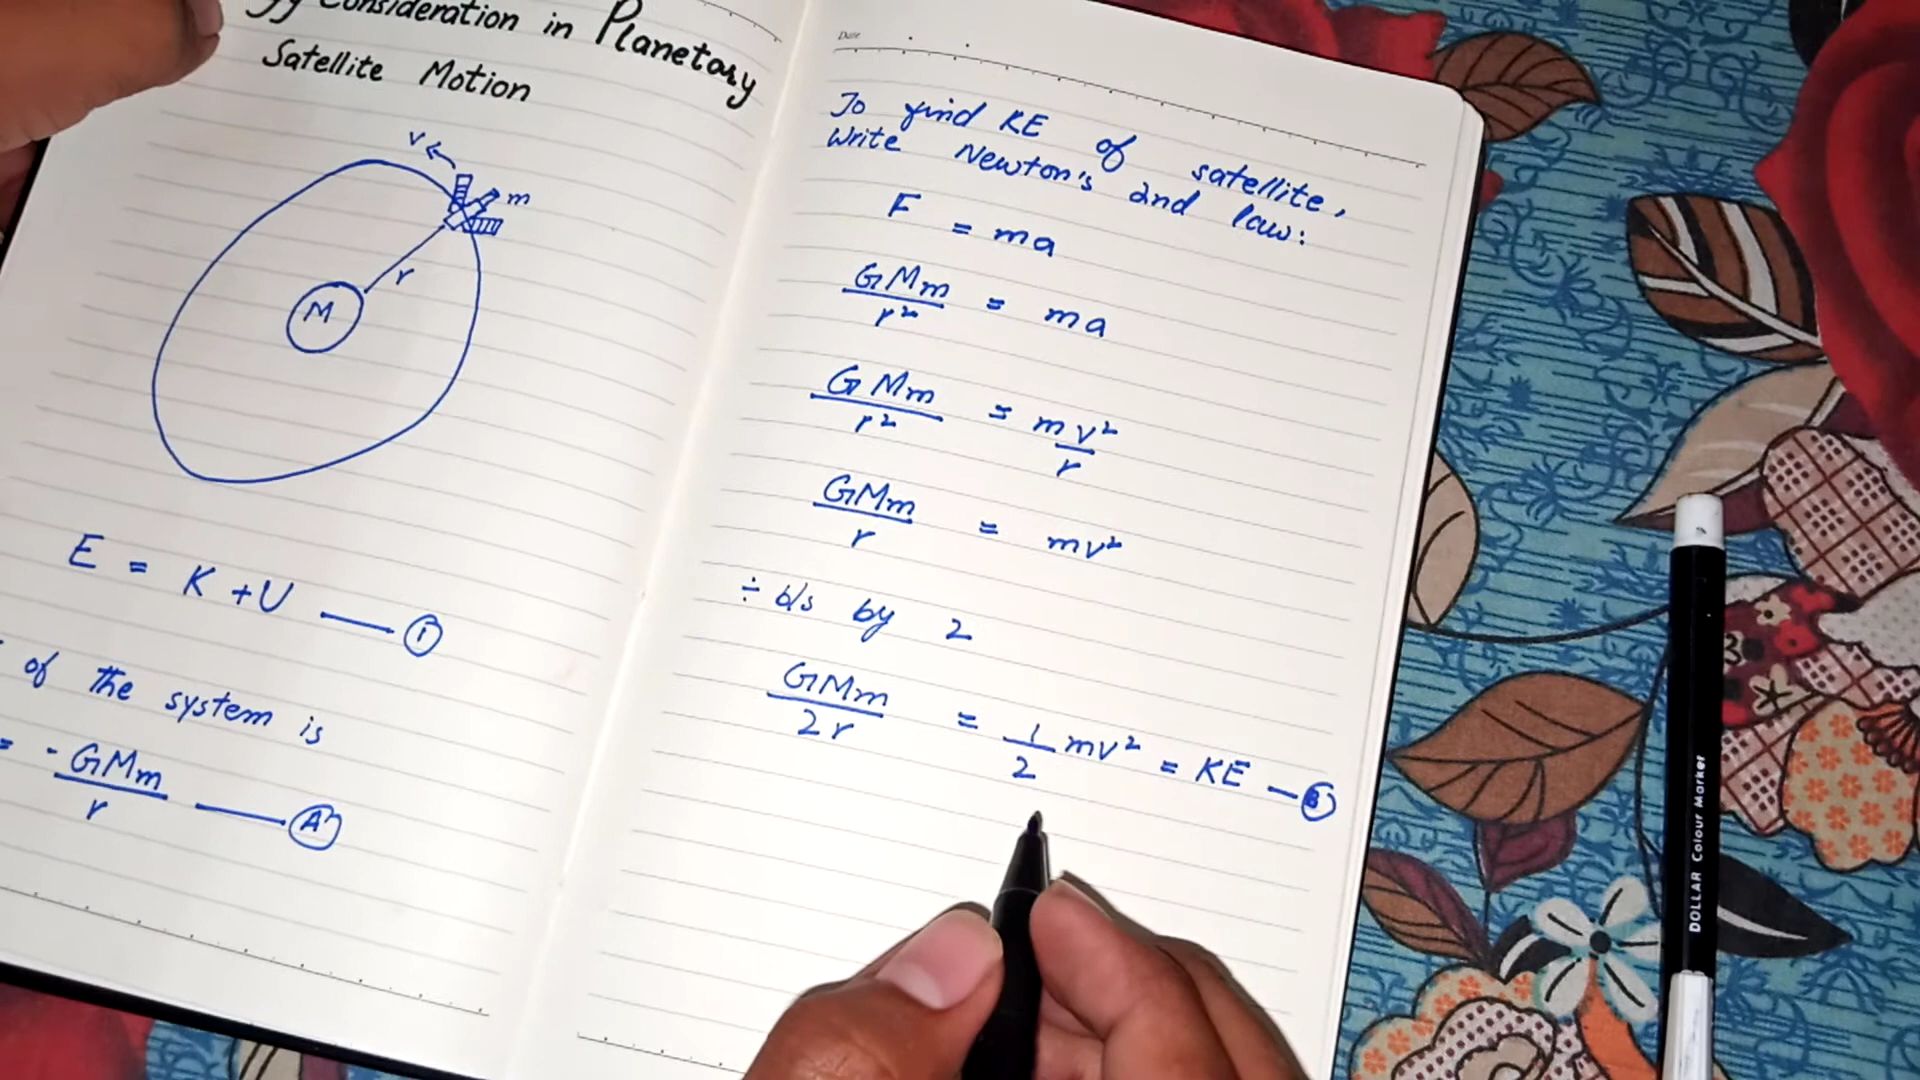 Consideration in Planetary
Satellite Motion
v
m
r
M
E = K + U — ①
of the system is
= - GMm/r — Ⓐ
Date
To find KE of satellite,
Write Newton's 2nd law:
F = ma
GMm/r² = ma
GMm/r² = mv²/r
GMm/r = mv²
÷ b/s by 2
GMm/2r = 1/2 mv² = KE — Ⓑ
DOLLAR Colour Marker